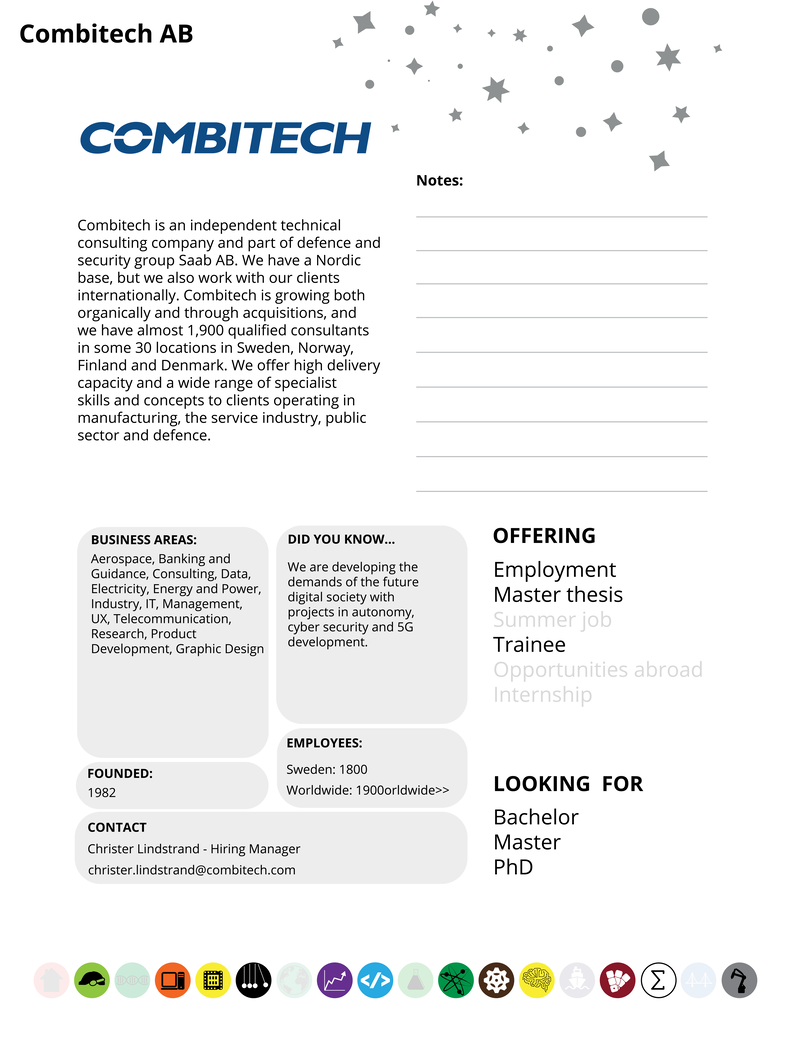 Combitech AB
COMBITECH
Notes:
Combitech is an independent technical
consulting company and part of defence and
security group Saab AB. We have a Nordic
base, but we also work with our clients
internationally. Combitech is growing both
organically and through acquisitions, and
we have almost 1,900 qualified consultants
in some 30 locations in Sweden, Norway,
Finland and Denmark. We offer high delivery
capacity and a wide range of specialist
skills and concepts to clients operating in
manufacturing, the service industry, public
sector and defence.
BUSINESS AREAS:
Aerospace, Banking and
Guidance, Consulting, Data,
Electricity, Energy and Power,
Industry, IT, Management,
UX, Telecommunication,
Research, Product
Development, Graphic Design
DID YOU KNOW...
We are developing the
demands of the future
digital society with
projects in autonomy,
cyber security and 5G
development.
EMPLOYEES:
Sweden: 1800
Worldwide: 1900orldwide>>
FOUNDED:
1982
CONTACT
Christer Lindstrand - Hiring Manager
christer.lindstrand@combitech.com
OFFERING
Employment
Master thesis
Summer job
Trainee
Opportunities abroad
Internship
LOOKING FOR
Bachelor
Master
PhD